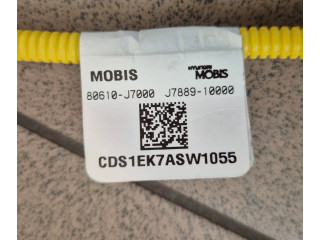 MOBIS
HYUNDAI
MOBIS
80610-J7000 J7889-10000
CDS1EK7ASW1055